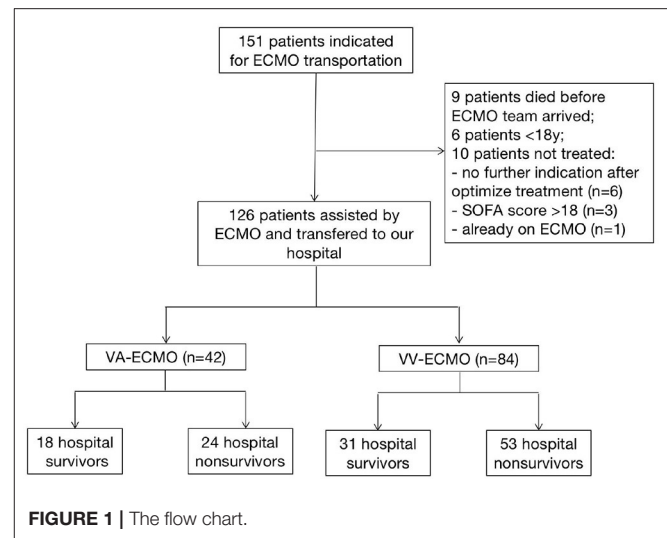 151 patients indicated
for ECMO transportation
9 patients died before
ECMO team arrived;
6 patients <18y;
10 patients not treated:
- no further indication after
optimize treatment (n=6)
- SOFA score >18 (n=3)
- already on ECMO (n=1)
126 patients assisted by
ECMO and transfered to our
hospital
VA-ECMO (n=42)
VV-ECMO (n=84)
18 hospital
survivors
24 hospital
nonsurvivors
31 hospital
survivors
53 hospital
nonsurvivors
FIGURE 1 | The flow chart.